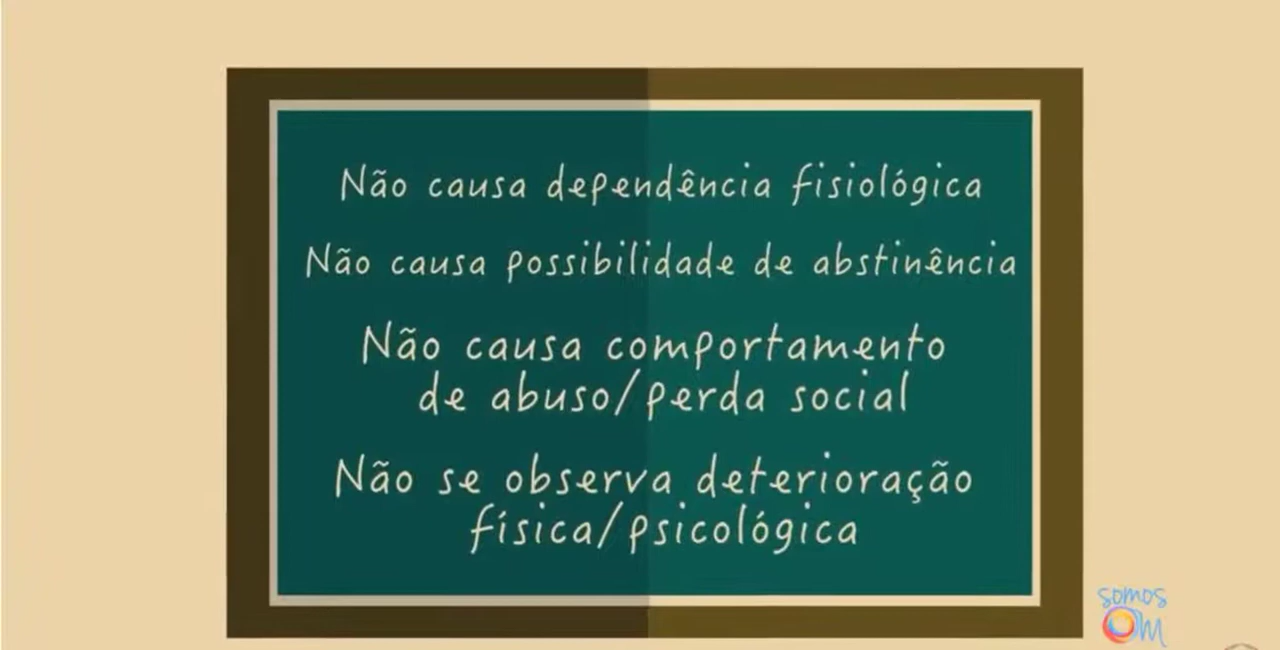 Não causa dependência fisiológica
Não causa possibilidade de abstinência
Não causa comportamento
de abuso/perda social
Não se observa deterioração
física/psicológica
somos
OM